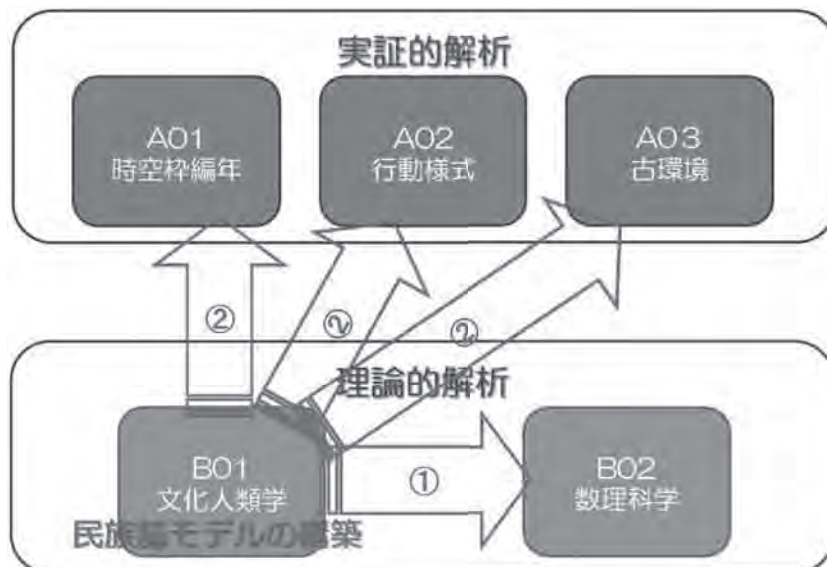 実証的解析
A01
時空枠編年
A02
行動様式
A03
古環境
②
②
②
理論的解析
B01
文化人類学
①
B02
数理科学
民族誌モデルの構築